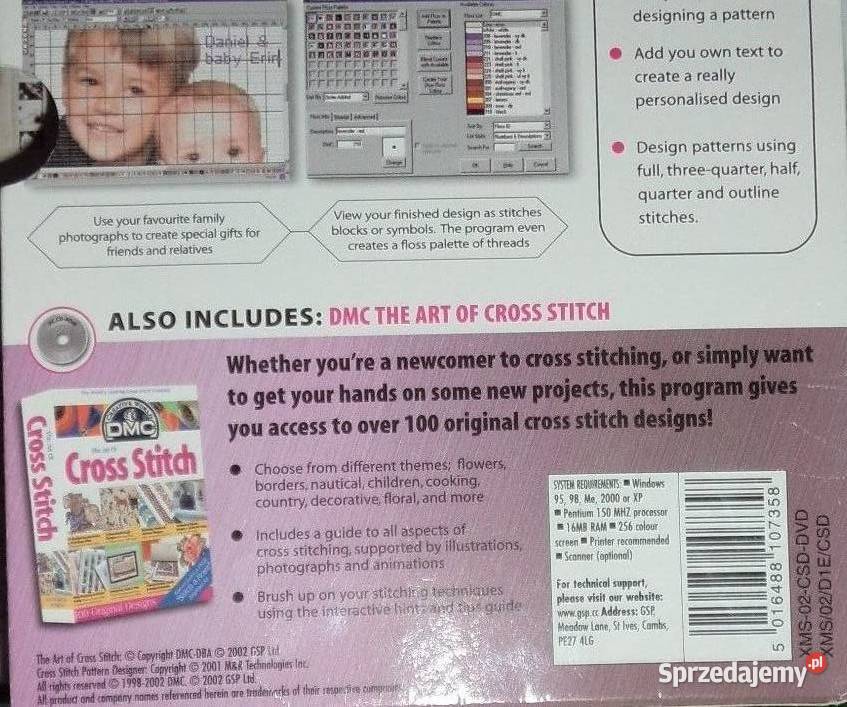 Daniel &
baby Erin
designing a pattern
Add you own text to
create a really
personalised design
Design patterns using
full, three-quarter, half,
quarter and outline
stitches.
Use your favourite family
photographs to create special gifts for
friends and relatives
View your finished design as stitches
blocks or symbols. The program even
creates a floss palette of threads
ALSO INCLUDES: DMC THE ART OF CROSS STITCH
Whether you're a newcomer to cross stitching, or simply want
to get your hands on some new projects, this program gives
you access to over 100 original cross stitch designs!
DMC
Cross Stitch
Cross Stitch
100 Original Designs
Choose from different themes; flowers,
borders, nautical, children, cooking,
country, decorative, floral, and more
Includes a guide to all aspects of
cross stitching, supported by illustrations,
photographs and animations
Brush up on your stitching techniques
using the interactive hints and tips guide
SYSTEM REQUIREMENTS: ■ Windows
95, 98, Me, 2000 or XP
■ Pentium 150 MHZ processor
■ 16MB RAM ■ 256 colour
screen ■ Printer recommended
■ Scanner (optional)
For technical support,
please visit our website:
www.gsp.cc Address: GSP,
Meadow Lane, St Ives, Cambs,
PE27 4LG
5 016488 107358
XMS-02-CSD-DVD
XMS/02/D1E/CSD
The Art of Cross Stitch: © Copyright DMC-DBA © 2002 GSP Ltd.
Cross Stitch Pattern Designer: Copyright © 2001 M&R Technologies Inc.
All rights reserved © 1998-2002 DMC. © 2002 GSP Ltd.
All product and company names referenced herein are trademarks of their respective companies
Sprzedajemy.pl